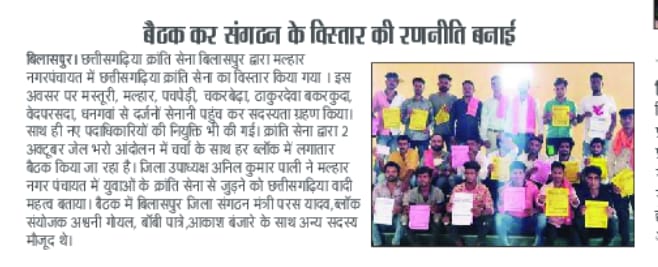 बैठक कर संगठन के विस्तार की रणनीति बनाई
बिलासपुर। छत्तीसगढ़िया क्रांति सेना बिलासपुर द्वारा मल्हार
नगरपंचायत में छत्तीसगढ़िया क्रांति सेना का विस्तार किया गया । इस
अवसर पर मस्तूरी, मल्हार, पचपेड़ी, चकरबेढ़ा, ठाकुरदेवा बकरकुदा,
वेदपरसदा, धनगवां से दर्जनों सेनानी पहुंच कर सदस्यता ग्रहण किया।
साथ ही नए पदाधिकारियों की नियुक्ति भी की गई। क्रांति सेना द्वारा 2
अक्टूबर जेल भरो आंदोलन में चर्चा के साथ हर ब्लॉक में लगातार
बैठक किया जा रहा है। जिला उपाध्यक्ष अनिल कुमार पाली ने मल्हार
नगर पंचायत में युवाओं के क्रांति सेना से जुड़ने को छत्तीसगढ़िया वादी
महत्व बताया। बैठक में बिलासपुर जिला संगठन मंत्री परस यादव,ब्लॉक
संयोजक अश्वनी गोयल, बॉबी पात्रे,आकाश बंजारे के साथ अन्य सदस्य
मौजूद थे।